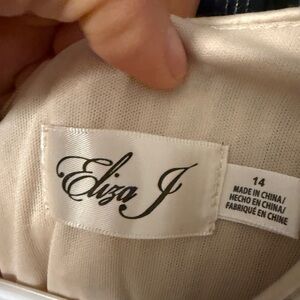 Eliza J
14
MADE IN CHINA/
HECHO EN CHINA/
FABRIQUÉ EN CHINE